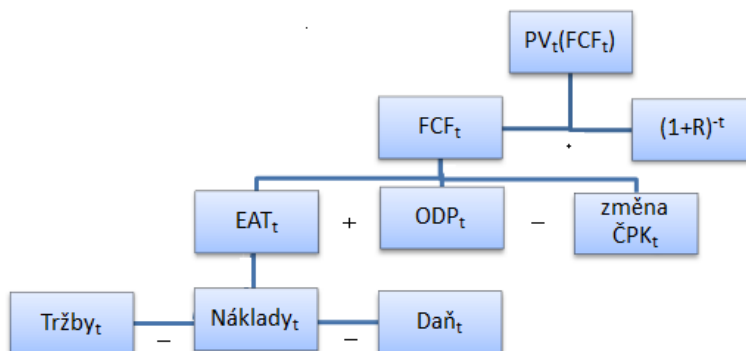 PVₜ(FCFₜ)
FCFₜ · (1+R)⁻ᵗ
EATₜ + ODPₜ – změna
ČPKₜ
Tržbyₜ – Nákladyₜ – Daňₜ